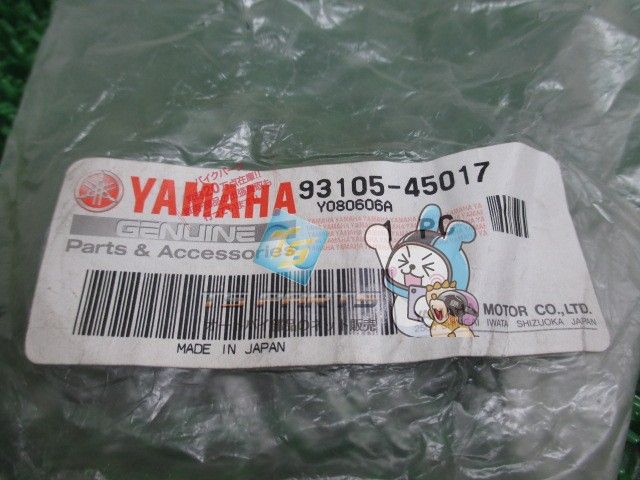 YAMAHA 93105-45017
Y080606A
GENUINE
Parts & Accessories
MOTOR CO.,LTD.
IWATA SHIZUOKA JAPAN
MADE IN JAPAN